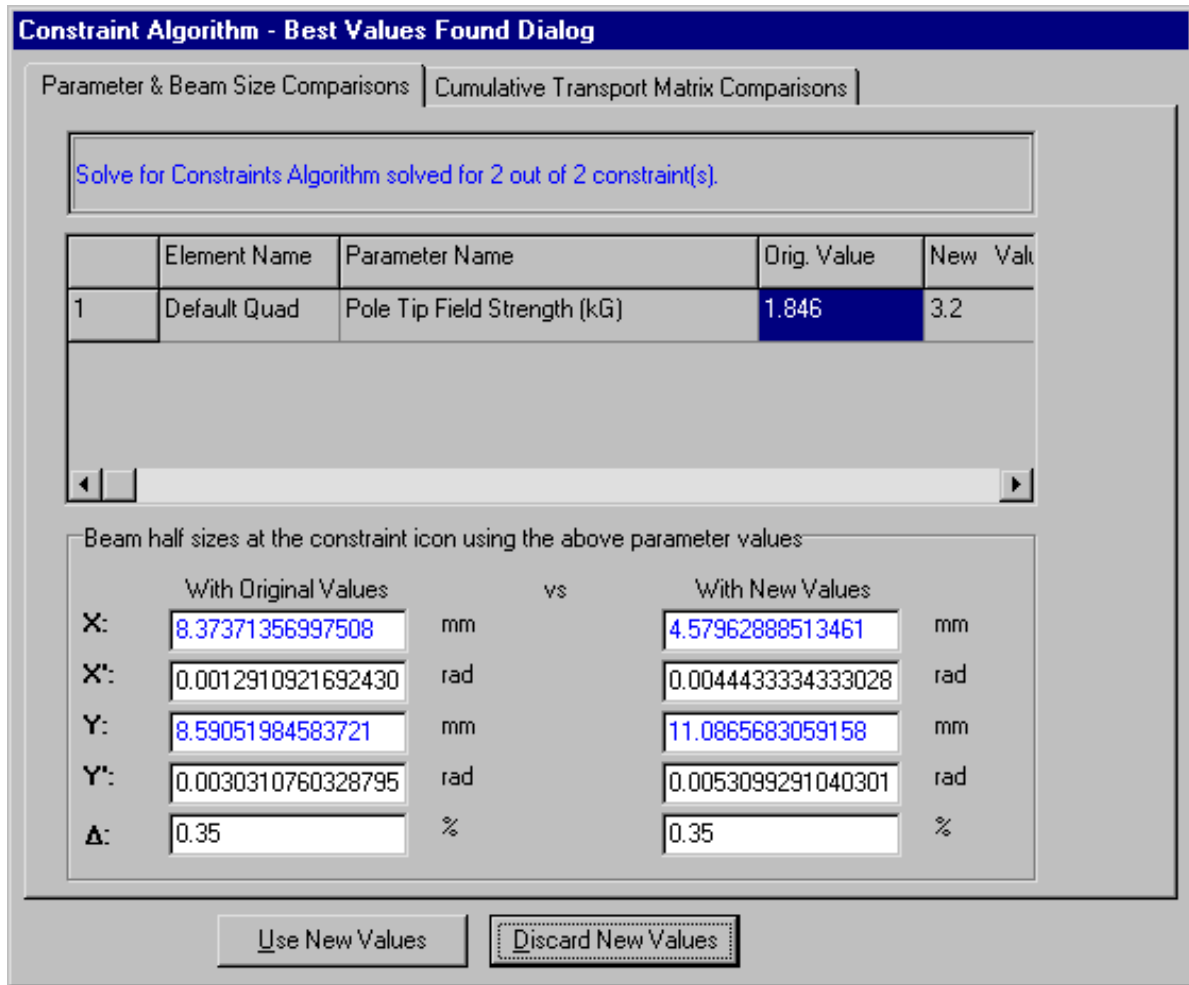 Constraint Algorithm - Best Values Found Dialog
Parameter & Beam Size Comparisons Cumulative Transport Matrix Comparisons
Solve for Constraints Algorithm solved for 2 out of 2 constraint(s).
Element Name Parameter Name Orig. Value New Valu
1 Default Quad Pole Tip Field Strength (kG) 1.846 3.2
Beam half sizes at the constraint icon using the above parameter values
With Original Values vs With New Values
X: 8.37371356997508 mm 4.57962888513461 mm
X': 0.0012910921692430 rad 0.0044433334333028 rad
Y: 8.59051984583721 mm 11.0865683059158 mm
Y': 0.0030310760328795 rad 0.0053099291040301 rad
Δ: 0.35 % 0.35 %
Use New Values Discard New Values